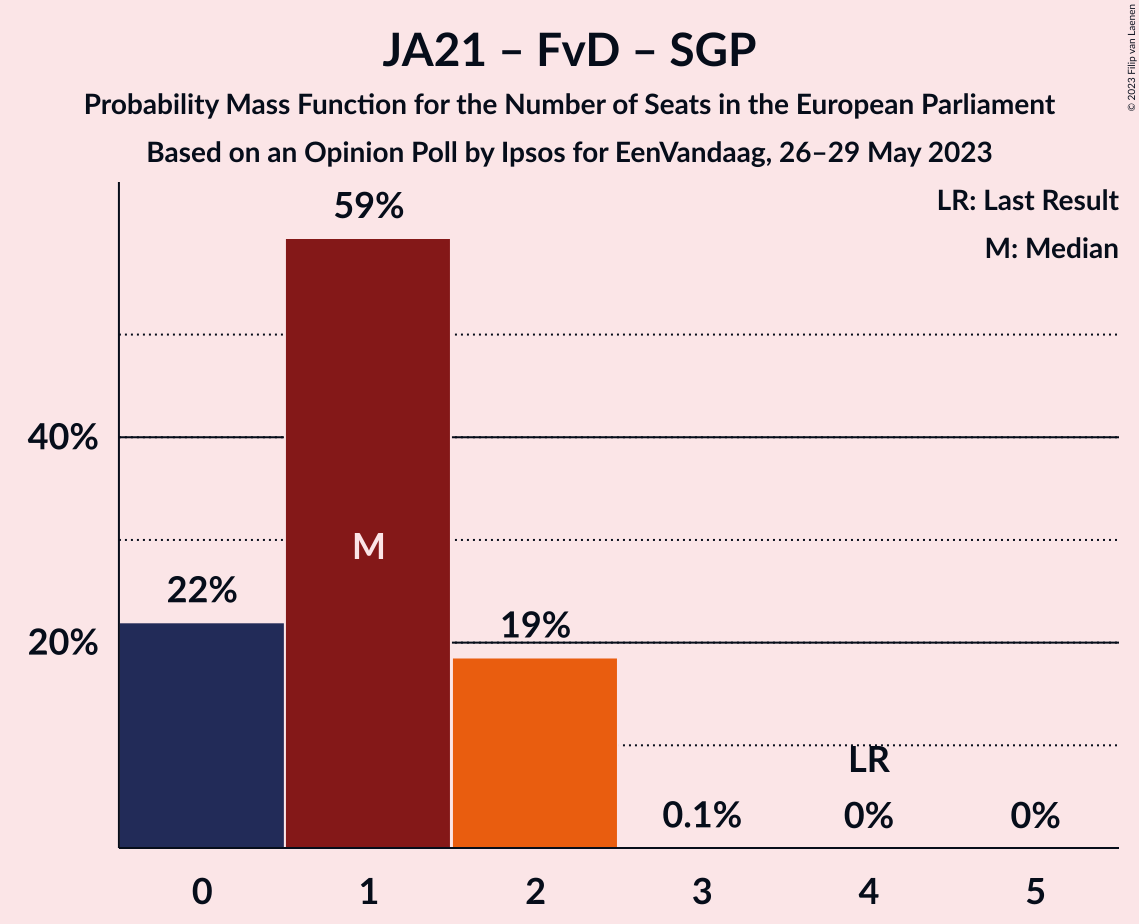 JA21 – FvD – SGP
Probability Mass Function for the Number of Seats in the European Parliament
Based on an Opinion Poll by Ipsos for EenVandaag, 26–29 May 2023
© 2023 Filip van Laenen
LR: Last Result
M: Median
59%
40%
M
22%
19%
20%
LR
0.1%
0%
0%
0 1 2 3 4 5